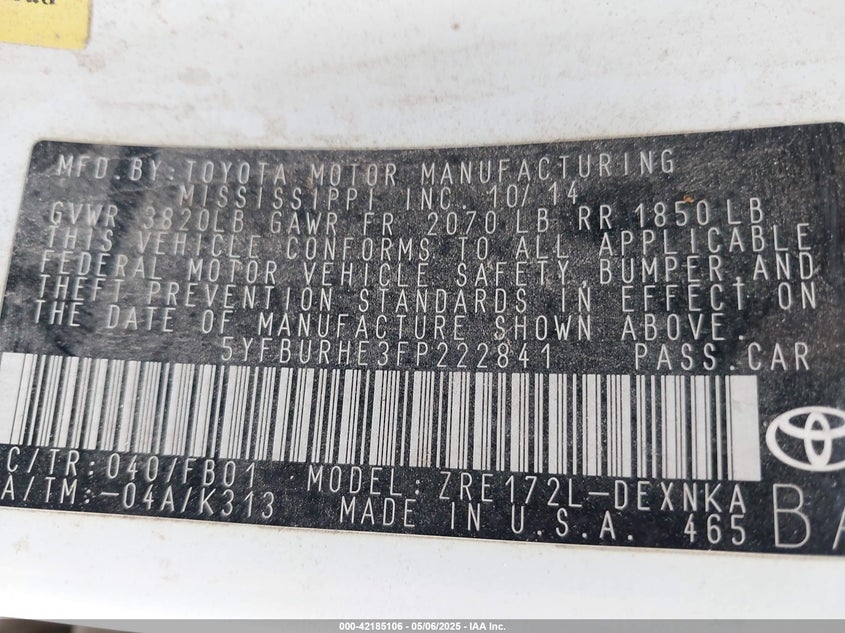 MFD.BY:TOYOTA MOTOR MANUFACTURING
MISSISSIPPI INC. 10/14
GVWR 3820LB GAWR FR 2070 LB RR 1850 LB
THIS VEHICLE CONFORMS TO ALL APPLICABLE
FEDERAL MOTOR VEHICLE SAFETY,BUMPER,AND
THEFT PREVENTION STANDARDS IN EFFECT ON
THE DATE OF MANUFACTURE SHOWN ABOVE.
5YFBURHE3FP222841 PASS.CAR
C/TR:040/FB01 MODEL:ZRE172L-DEXNKA
A/TM:-04A/K313 MADE IN U.S.A. 465 BA
000-42185106 - 05/06/2025 - IAA Inc.